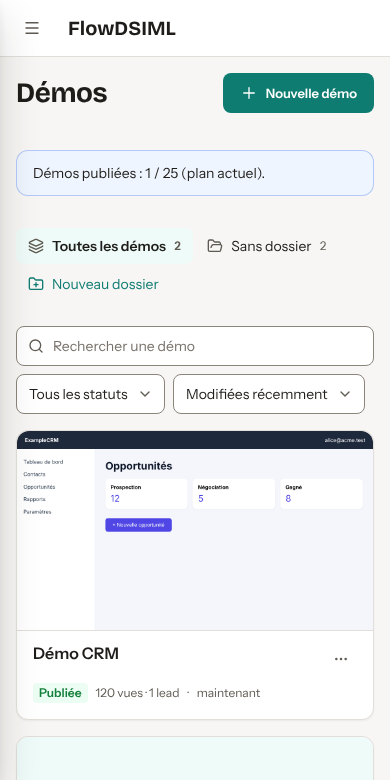 FlowDSIML
Démos
Nouvelle démo
Démos publiées : 1 / 25 (plan actuel).
Toutes les démos 2
Sans dossier 2
Nouveau dossier
Rechercher une démo
Tous les statuts
Modifiées récemment
ExampleCRM
alice@acme.test
Tableau de bord
Contacts
Opportunités
Rapports
Paramètres
Opportunités
Prospection
12
Négociation
5
Gagné
8
+ Nouvelle opportunité
Démo CRM
Publiée
120 vues · 1 lead · maintenant